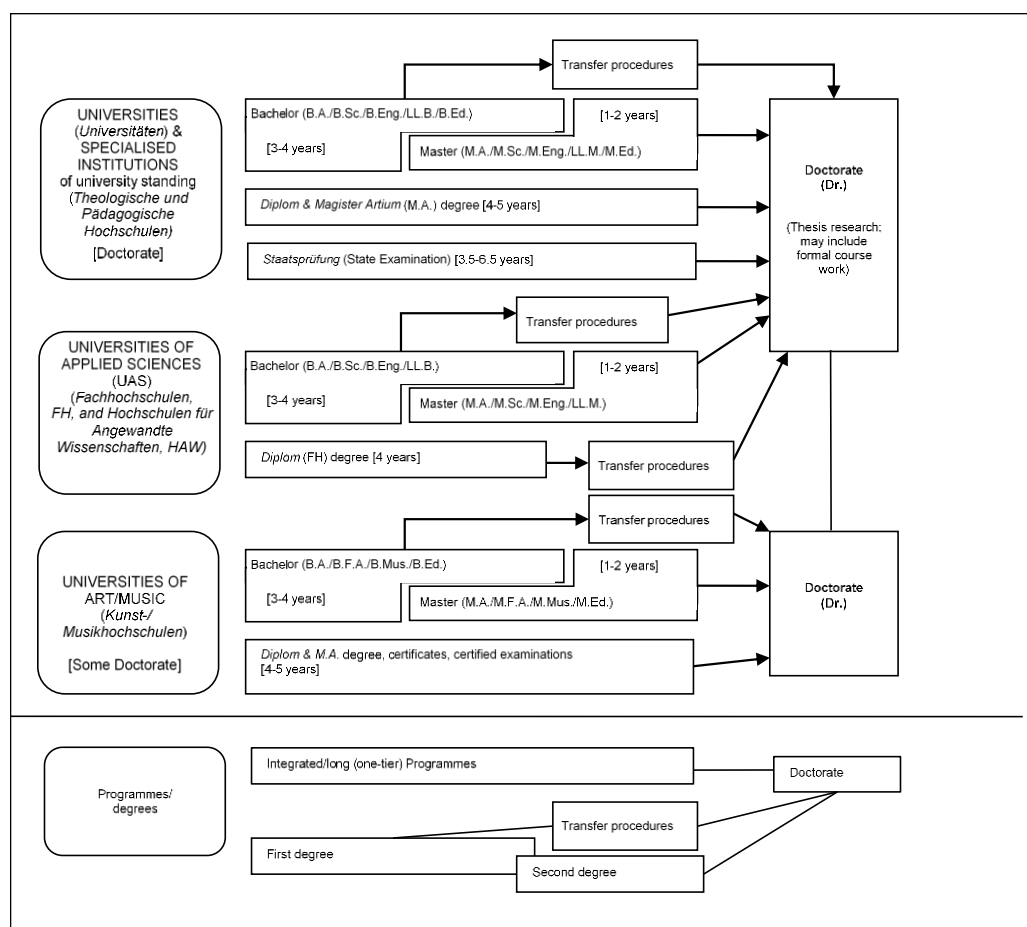 Transfer procedures
UNIVERSITIES
(Universitäten) &
SPECIALISED
INSTITUTIONS
of university standing
(Theologische und
Pädagogische
Hochschulen)
[Doctorate]
Bachelor (B.A./B.Sc./B.Eng./LL.B./B.Ed.)
[3-4 years]
[1-2 years]
Master (M.A./M.Sc./M.Eng./LL.M./M.Ed.)
Diplom & Magister Artium (M.A.) degree [4-5 years]
Staatsprüfung (State Examination) [3.5-6.5 years]
Doctorate
(Dr.)
(Thesis research;
may include
formal course
work)
Transfer procedures
UNIVERSITIES
OF APPLIED SCIENCES
(UAS)
(Fachhochschulen,
FH, and Hochschulen für
Angewandte
Wissenschaften, HAW)
Bachelor (B.A./B.Sc./B.Eng./LL.B.)
[3-4 years]
[1-2 years]
Master (M.A./M.Sc./M.Eng./LL.M.)
Diplom (FH) degree [4 years]
Transfer procedures
Transfer procedures
UNIVERSITIES OF
ART/MUSIC
(Kunst-/
Musikhochschulen)
[Some Doctorate]
Bachelor (B.A./B.F.A./B.Mus./B.Ed.)
[3-4 years]
[1-2 years]
Master (M.A./M.F.A./M.Mus./M.Ed.)
Diplom & M.A. degree, certificates, certified examinations
[4-5 years]
Doctorate
(Dr.)
Programmes/
degrees
Integrated/long (one-tier) Programmes
Doctorate
Transfer procedures
First degree
Second degree